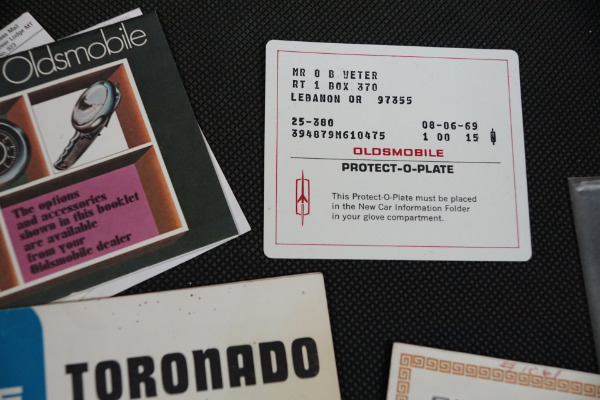 Oldsmobile
The options
and accessories
shown in this booklet
are available
from your
Oldsmobile dealer
MR O B VETER
RT 1 BOX 370
LEBANON OR 97355
25-380 08-06-69
394879M610475 1 00 15
OLDSMOBILE
PROTECT-O-PLATE
This Protect-O-Plate must be placed
in the New Car Information Folder
in your glove compartment.
TORONADO